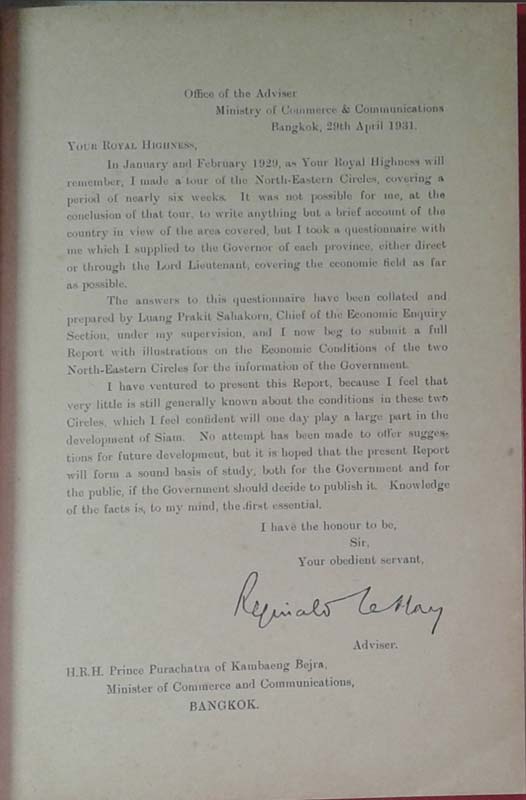 Office of the Adviser
Ministry of Commerce & Communications
Bangkok, 29th April 1931.
YOUR ROYAL HIGHNESS,
In January and February 1929, as Your Royal Highness will
remember, I made a tour of the North-Eastern Circles, covering a
period of nearly six weeks. It was not possible for me, at the
conclusion of that tour, to write anything but a brief account of the
country in view of the area covered, but I took a questionnaire with
me which I supplied to the Governor of each province, either direct
or through the Lord Lieutenant, covering the economic field as far
as possible.
The answers to this questionnaire have been collated and
prepared by Luang Prakit Sahakorn, Chief of the Economic Enquiry
Section, under my supervision, and I now beg to submit a full
Report with illustrations on the Economic Conditions of the two
North-Eastern Circles for the information of the Government.
I have ventured to present this Report, because I feel that
very little is still generally known about the conditions in these two
Circles, which I feel confident will one day play a large part in the
development of Siam. No attempt has been made to offer sugges-
tions for future development, but it is hoped that the present Report
will form a sound basis of study, both for the Government and for
the public, if the Government should decide to publish it. Knowledge
of the facts is, to my mind, the first essential.
I have the honour to be,
Sir,
Your obedient servant,
Reginald le May
Adviser.
H.R.H. Prince Purachatra of Kambaeng Bejra,
Minister of Commerce and Communications,
BANGKOK.